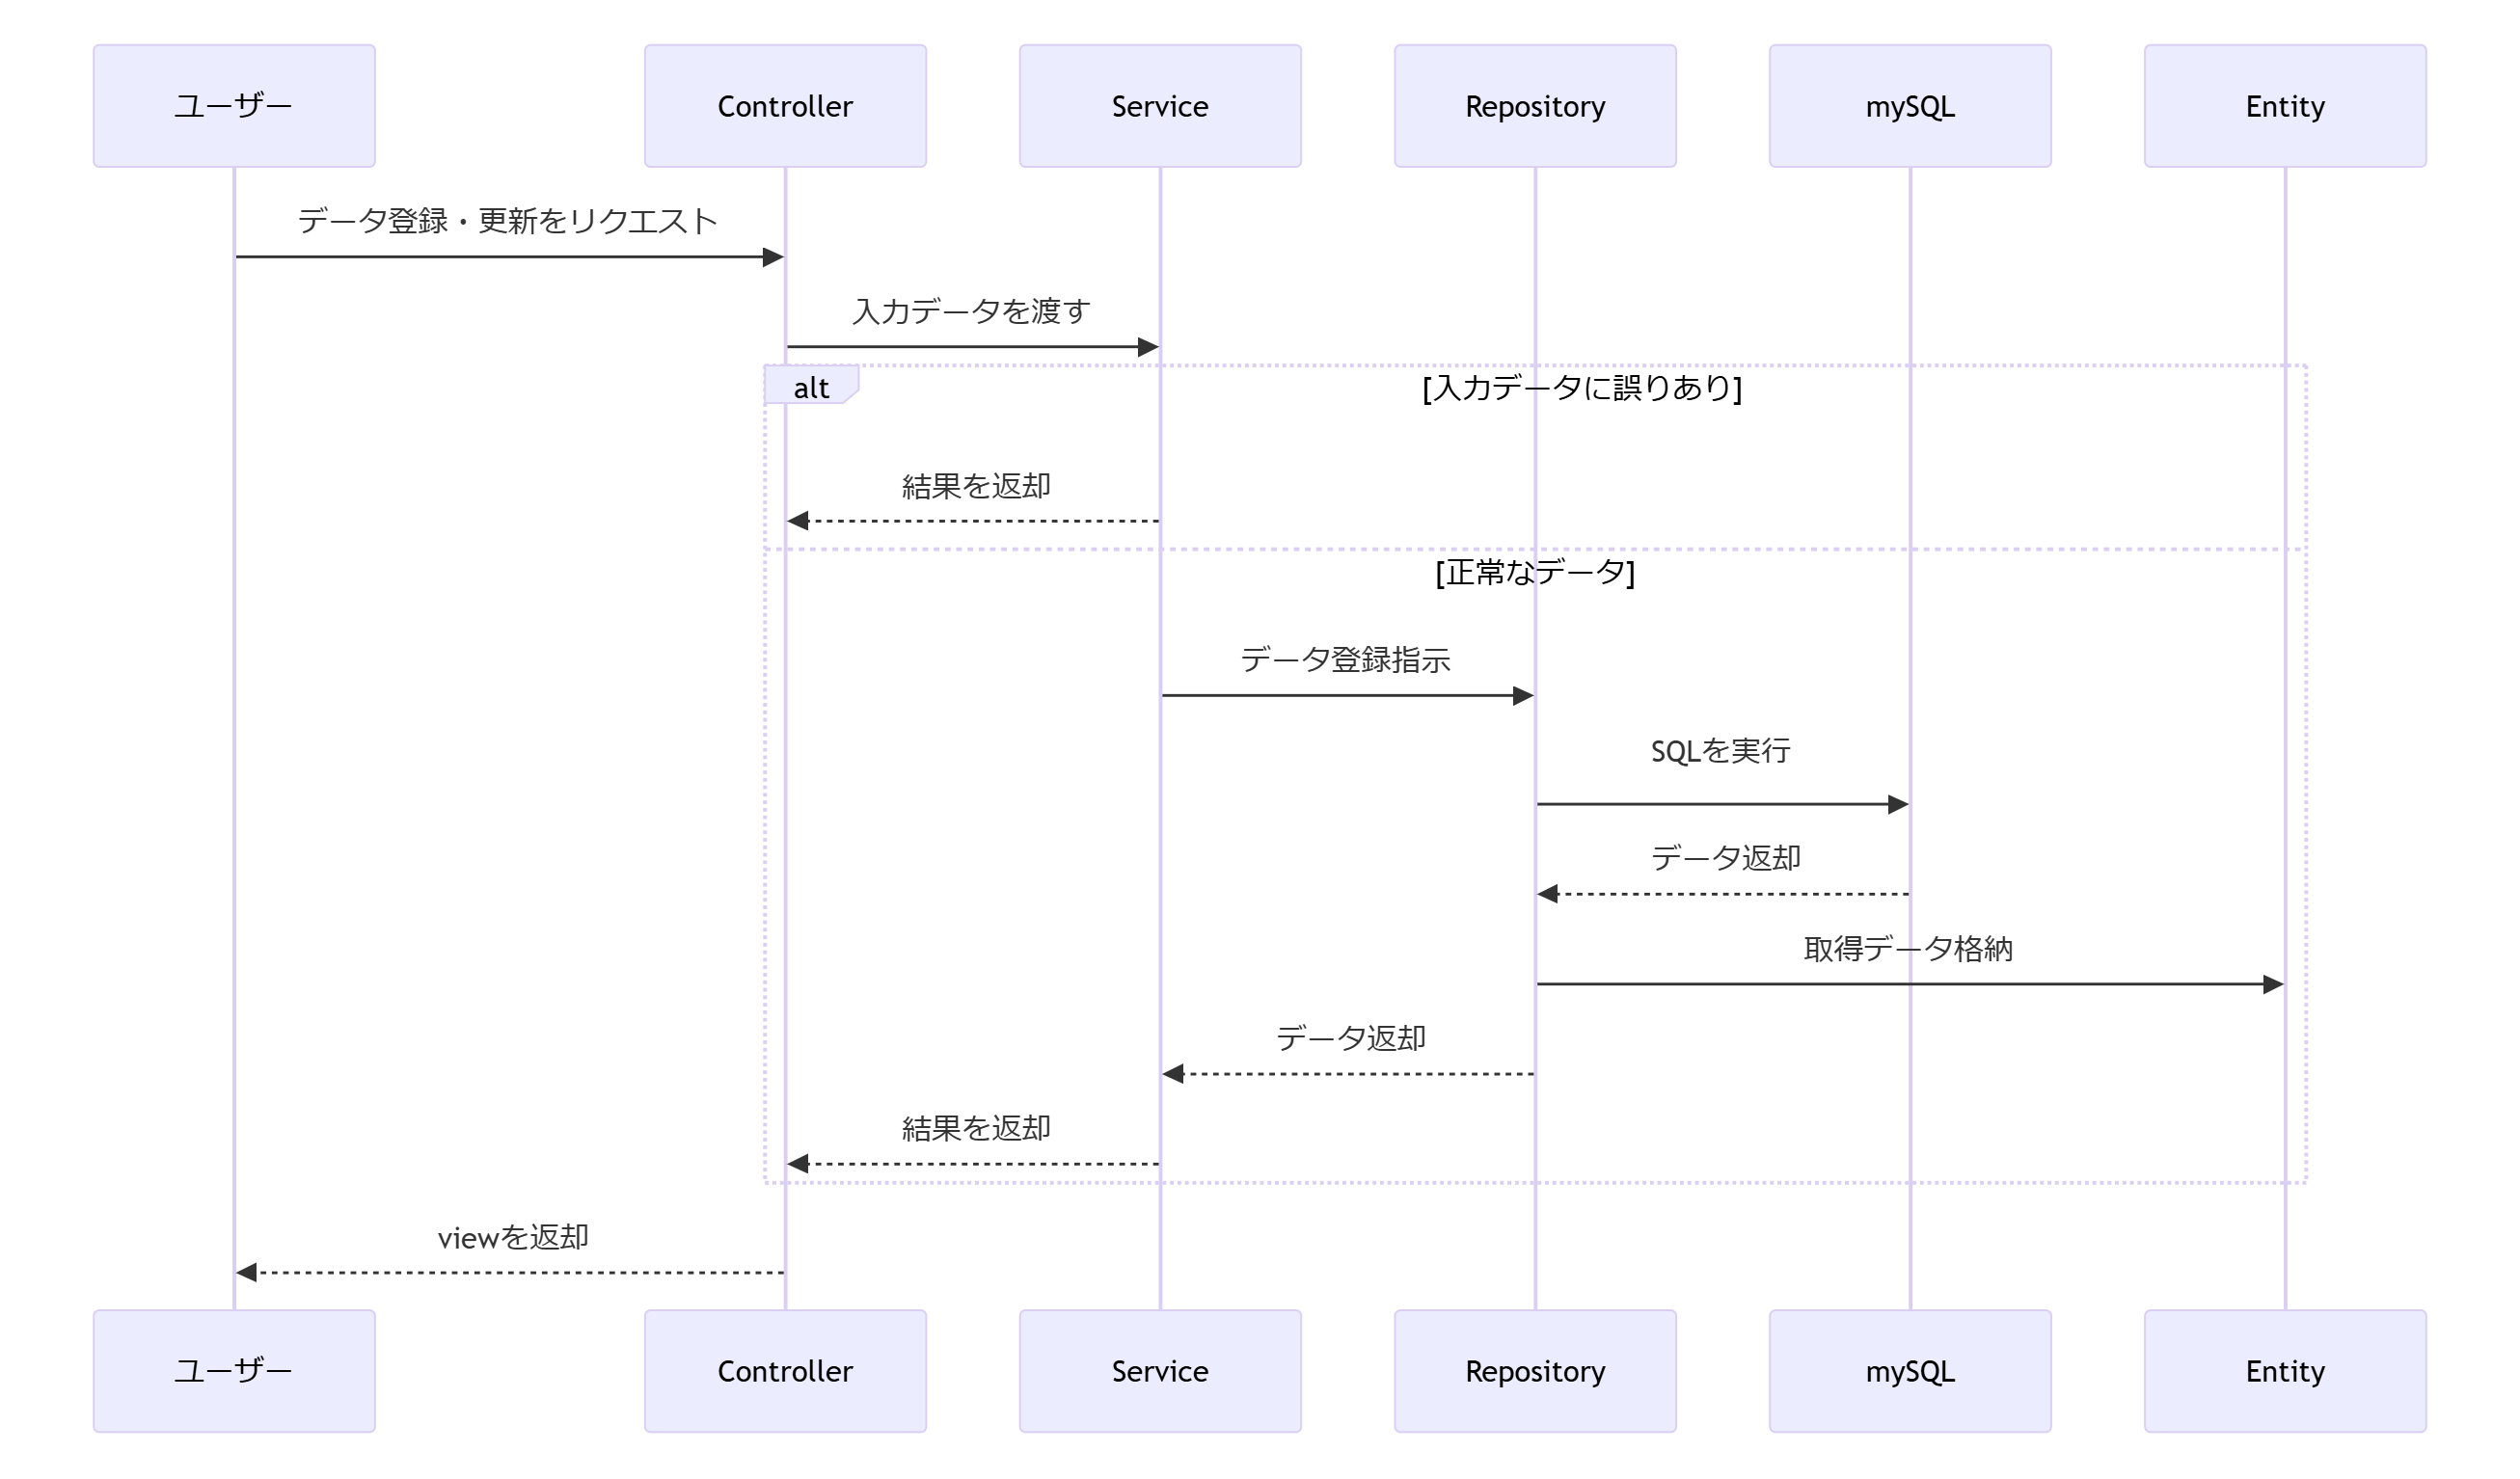 ユーザー
Controller
Service
Repository
mySQL
Entity
データ登録・更新をリクエスト
入力データを渡す
alt
[入力データに誤りあり]
結果を返却
[正常なデータ]
データ登録指示
SQLを実行
データ返却
取得データ格納
データ返却
結果を返却
viewを返却
ユーザー
Controller
Service
Repository
mySQL
Entity